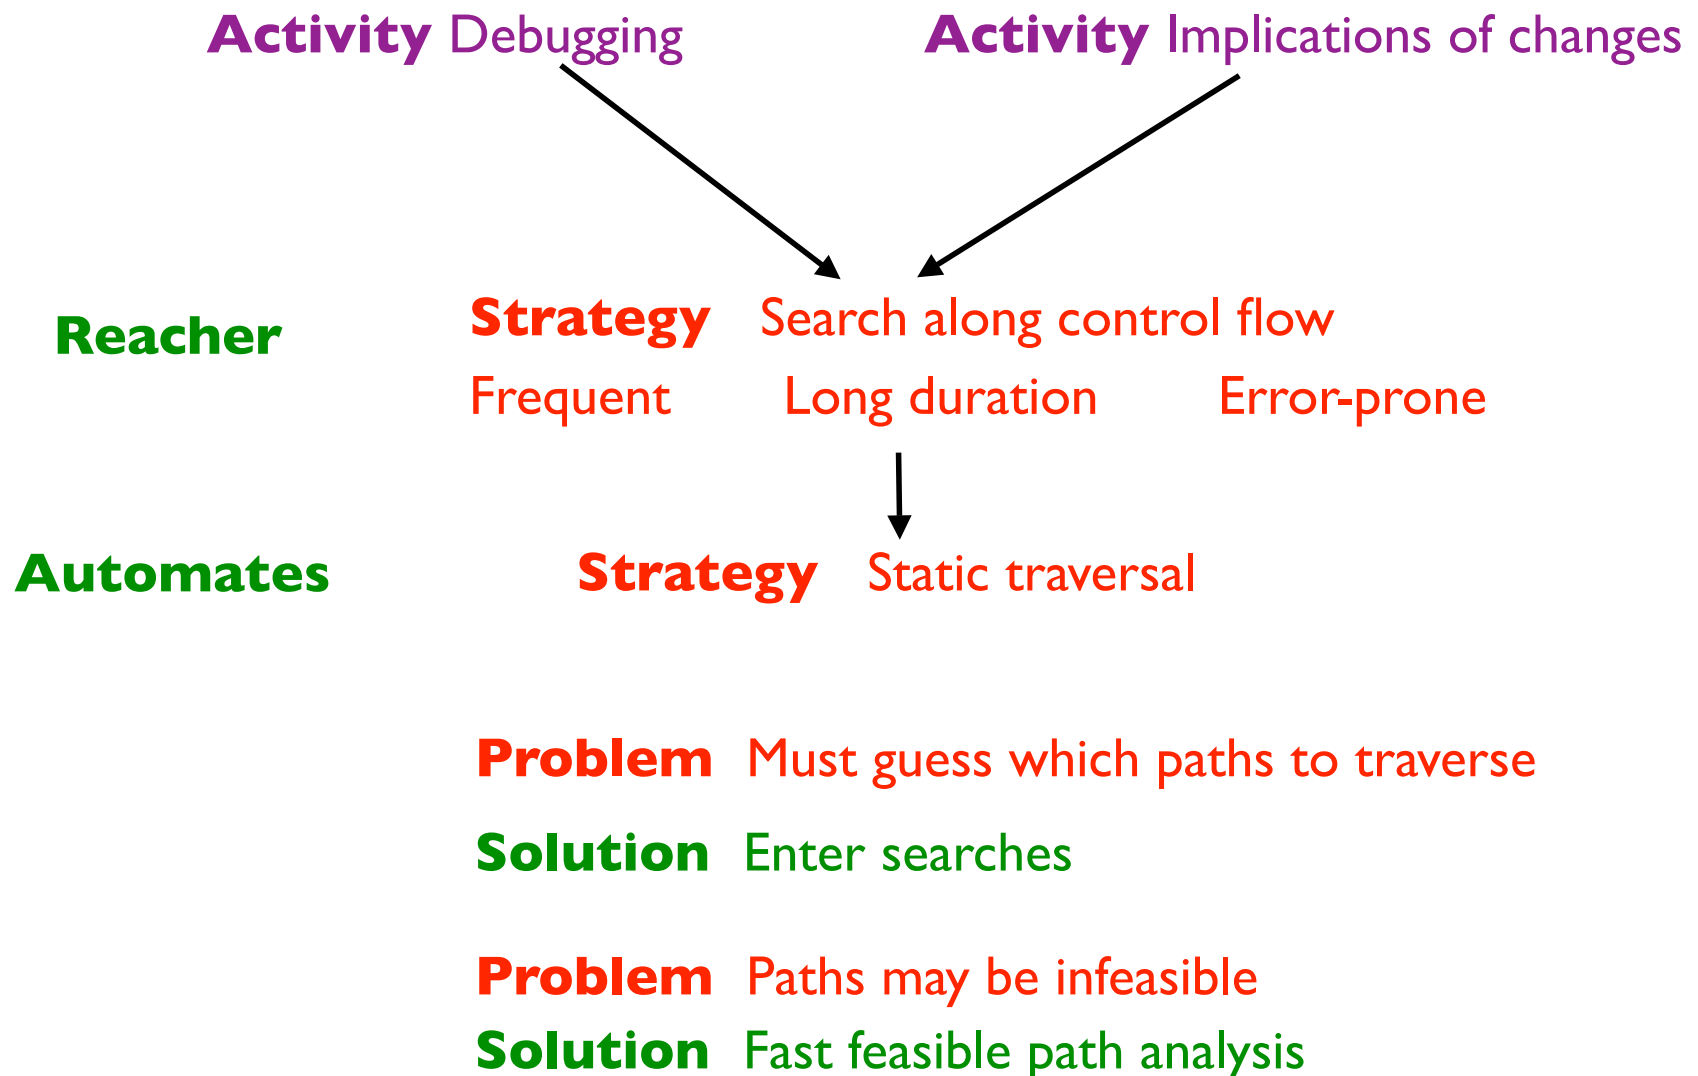 Activity Debugging
Activity Implications of changes
Reacher
Strategy Search along control flow
Frequent Long duration Error-prone
Automates
Strategy Static traversal
Problem Must guess which paths to traverse
Solution Enter searches
Problem Paths may be infeasible
Solution Fast feasible path analysis